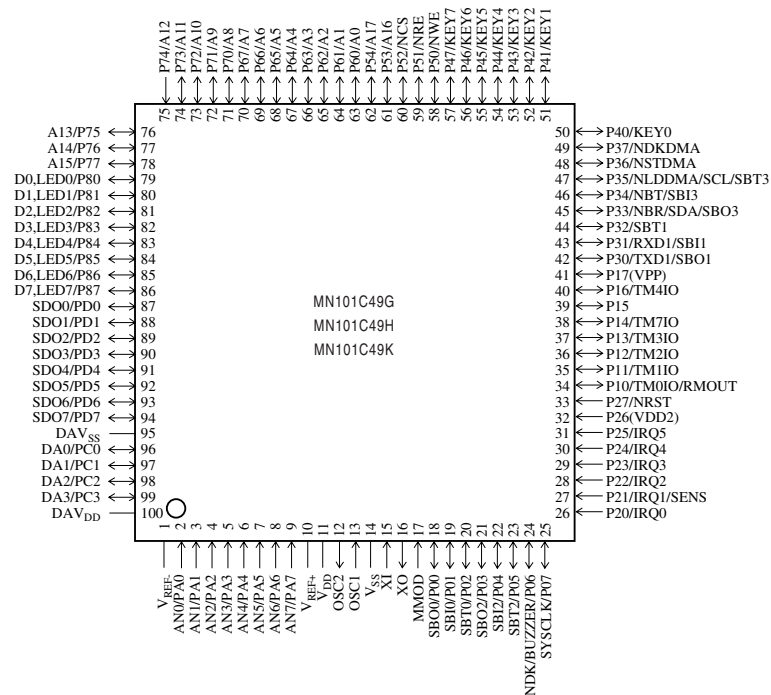 P74/A12
P73/A11
P72/A10
P71/A9
P70/A8
P67/A7
P66/A6
P65/A5
P64/A4
P63/A3
P62/A2
P61/A1
P60/A0
P54/A17
P53/A16
P52/NCS
P51/NRE
P50/NWE
P47/KEY7
P46/KEY6
P45/KEY5
P44/KEY4
P43/KEY3
P42/KEY2
P41/KEY1
75 74 73 72 71 70 69 68 67 66 65 64 63 62 61 60 59 58 57 56 55 54 53 52 51
A13/P75 76
A14/P76 77
A15/P77 78
D0,LED0/P80 79
D1,LED1/P81 80
D2,LED2/P82 81
D3,LED3/P83 82
D4,LED4/P84 83
D5,LED5/P85 84
D6,LED6/P86 85
D7,LED7/P87 86
SDO0/PD0 87
SDO1/PD1 88
SDO2/PD2 89
SDO3/PD3 90
SDO4/PD4 91
SDO5/PD5 92
SDO6/PD6 93
SDO7/PD7 94
DAVSS 95
DA0/PC0 96
DA1/PC1 97
DA2/PC2 98
DA3/PC3 99
DAVDD 100
MN101C49G
MN101C49H
MN101C49K
50 P40/KEY0
49 P37/NDKDMA
48 P36/NSTDMA
47 P35/NLDDMA/SCL/SBT3
46 P34/NBT/SBI3
45 P33/NBR/SDA/SBO3
44 P32/SBT1
43 P31/RXD1/SBI1
42 P30/TXD1/SBO1
41 P17(VPP)
40 P16/TM4IO
39 P15
38 P14/TM7IO
37 P13/TM3IO
36 P12/TM2IO
35 P11/TM1IO
34 P10/TM0IO/RMOUT
33 P27/NRST
32 P26(VDD2)
31 P25/IRQ5
30 P24/IRQ4
29 P23/IRQ3
28 P22/IRQ2
27 P21/IRQ1/SENS
26 P20/IRQ0
1 2 3 4 5 6 7 8 9 10 11 12 13 14 15 16 17 18 19 20 21 22 23 24 25
VREF-
AN0/PA0
AN1/PA1
AN2/PA2
AN3/PA3
AN4/PA4
AN5/PA5
AN6/PA6
AN7/PA7
VREF+
VDD
OSC2
OSC1
VSS
XI
XO
MMOD
SBO0/P00
SBI0/P01
SBT0/P02
SBO2/P03
SBI2/P04
SBT2/P05
NDK/BUZZER/P06
SYSCLK/P07